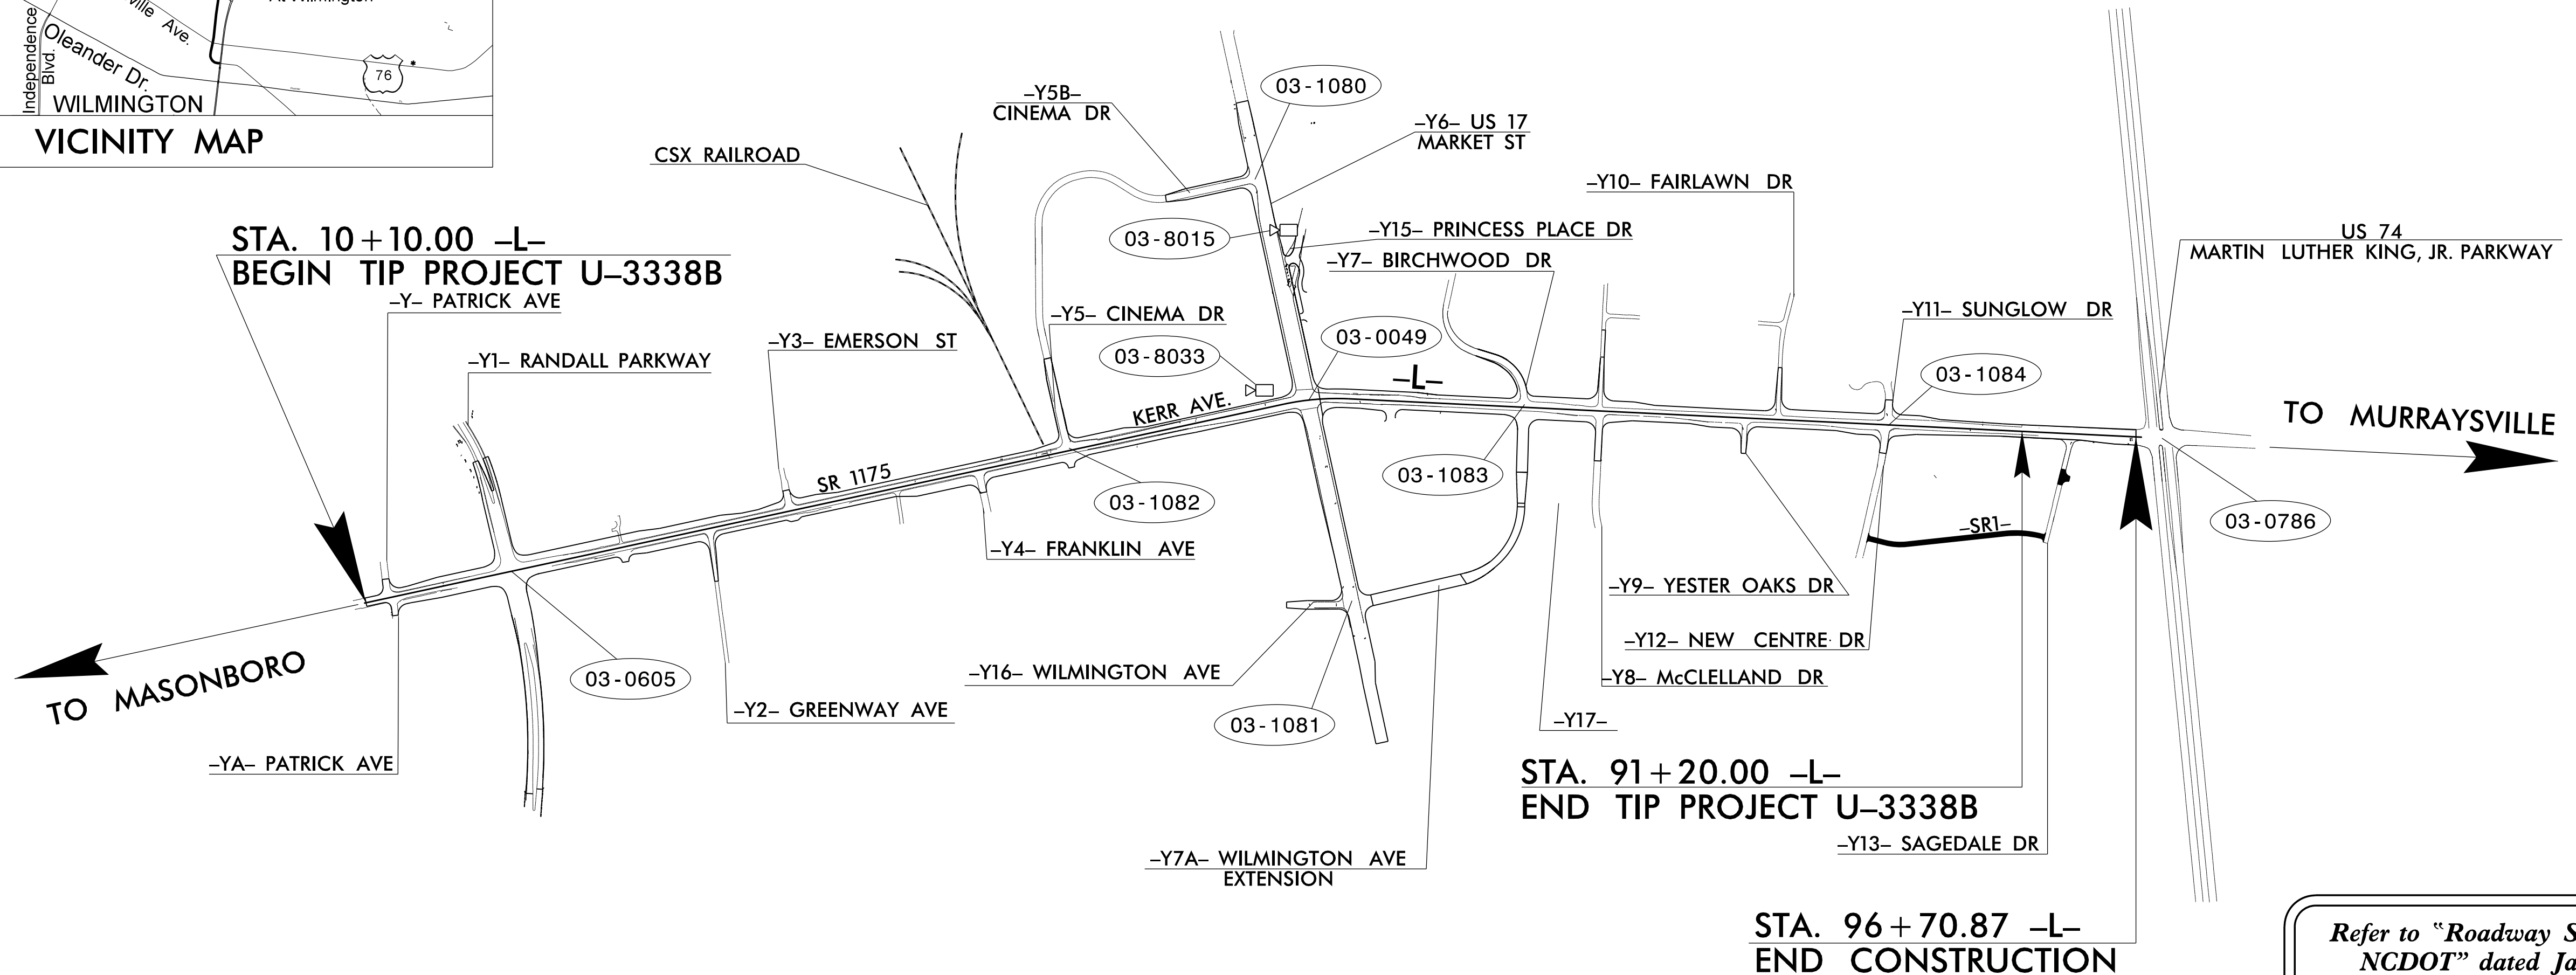 Independence
Blvd.
ville Ave.
Oleander Dr.
76
*
WILMINGTON
VICINITY MAP
CSX RAILROAD
–Y5B–
CINEMA DR
03-1080
–Y6– US 17
MARKET ST
–Y10– FAIRLAWN DR
STA. 10+10.00 –L–
BEGIN TIP PROJECT U–3338B
–Y– PATRICK AVE
03-8015
–Y15– PRINCESS PLACE DR
–Y7– BIRCHWOOD DR
US 74
MARTIN LUTHER KING, JR. PARKWAY
–Y1– RANDALL PARKWAY
–Y3– EMERSON ST
–Y5– CINEMA DR
03-8033
03-0049
–Y11– SUNGLOW DR
–L–
03-1084
KERR AVE.
TO MURRAYSVILLE
SR 1175
03-1082
03-1083
03-0786
–SR1–
–Y4– FRANKLIN AVE
–Y9– YESTER OAKS DR
–Y12– NEW CENTRE DR
TO MASONBORO
03-0605
–Y16– WILMINGTON AVE
–Y8– McCLELLAND DR
–Y2– GREENWAY AVE
03-1081
–Y17–
–YA– PATRICK AVE
STA. 91+20.00 –L–
END TIP PROJECT U–3338B
–Y13– SAGEDALE DR
–Y7A– WILMINGTON AVE
EXTENSION
STA. 96+70.87 –L–
END CONSTRUCTION
Refer to "Roadway S
NCDOT" dated Ja